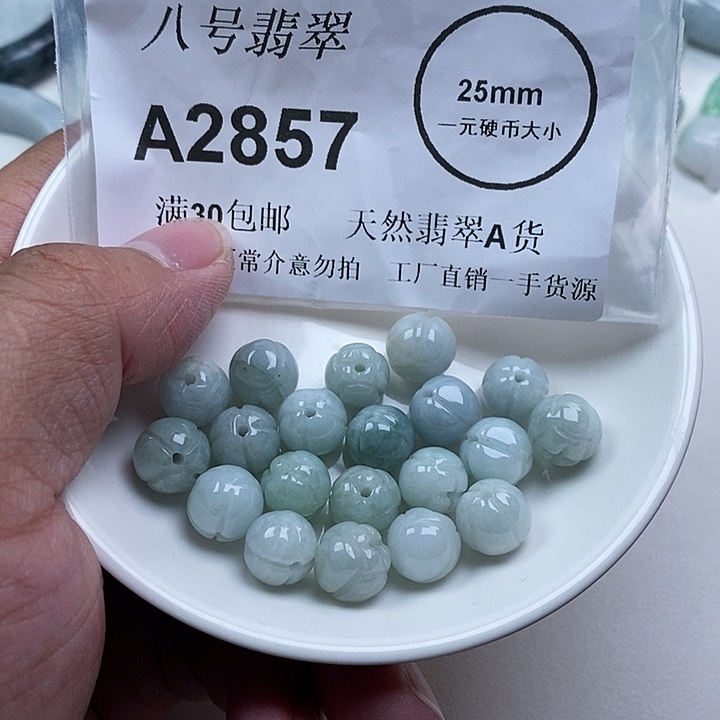 八号翡翠
25mm
一元硬币大小
A2857
满30包邮 天然翡翠A货
常介意勿拍 工厂直销一手货源